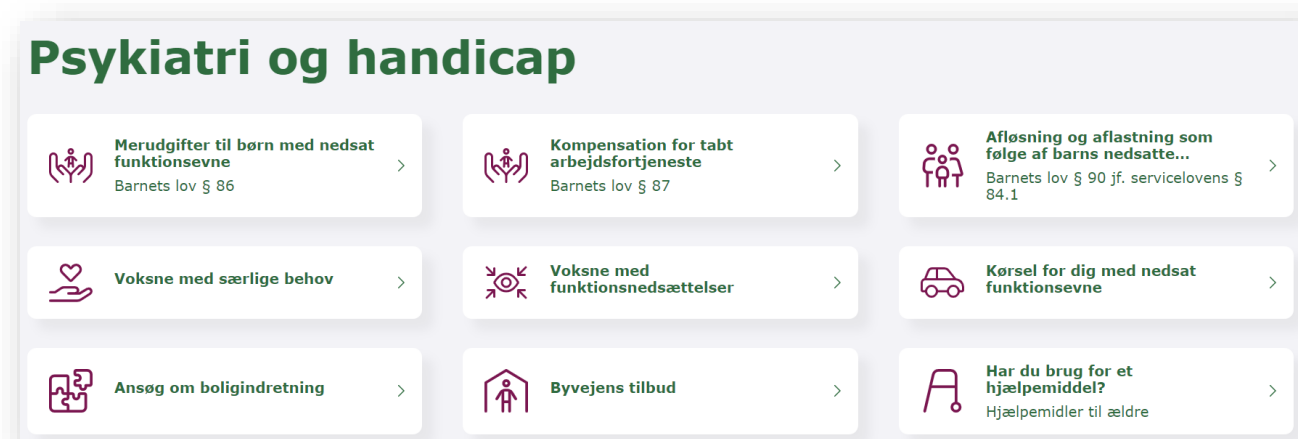 Psykiatri og handicap
Merudgifter til børn med nedsat
funktionsevne
Barnets lov § 86
Kompensation for tabt
arbejdsfortjeneste
Barnets lov § 87
Afløsning og aflastning som
følge af barns nedsatte...
Barnets lov § 90 jf. servicelovens §
84.1
Voksne med særlige behov
Voksne med
funktionsnedsættelser
Kørsel for dig med nedsat
funktionsevne
Ansøg om boligindretning
Byvejens tilbud
Har du brug for et
hjælpemiddel?
Hjælpemidler til ældre